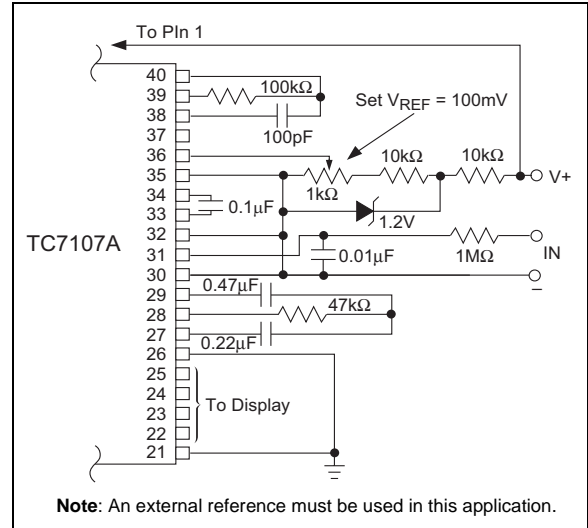 To PIn 1
40
39
38
37
36
35
34
33
32
31
30
29
28
27
26
25
24
23
22
21
TC7107A
100kΩ
100pF
Set VREF = 100mV
1kΩ
10kΩ
10kΩ
V+
0.1μF
1.2V
0.01μF
1MΩ
IN
–
0.47μF
47kΩ
0.22μF
To Display
Note: An external reference must be used in this application.